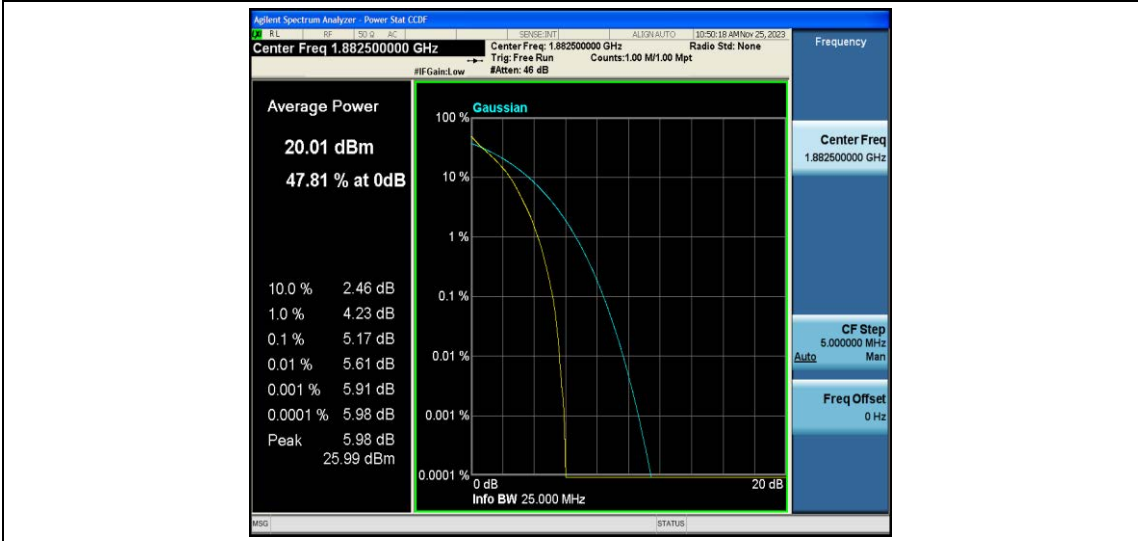 Agilent Spectrum Analyzer - Power Stat CCDF
RL RF 50 Ω AC SENSE:INT ALIGN AUTO 10:50:18 AM Nov 25, 2023
Center Freq 1.882500000 GHz
Center Freq: 1.882500000 GHz Radio Std: None
Trig: Free Run Counts:1.00 M/1.00 Mpt
#IFGain:Low #Atten: 46 dB
Frequency
Average Power
20.01 dBm
47.81 % at 0dB
10.0 % 2.46 dB
1.0 % 4.23 dB
0.1 % 5.17 dB
0.01 % 5.61 dB
0.001 % 5.91 dB
0.0001 % 5.98 dB
Peak 5.98 dB
25.99 dBm
Gaussian
100 %
10 %
1 %
0.1 %
0.01 %
0.001 %
0.0001 %
0 dB 20 dB
Info BW 25.000 MHz
Center Freq
1.882500000 GHz
CF Step
5.000000 MHz
Auto Man
Freq Offset
0 Hz
MSG STATUS